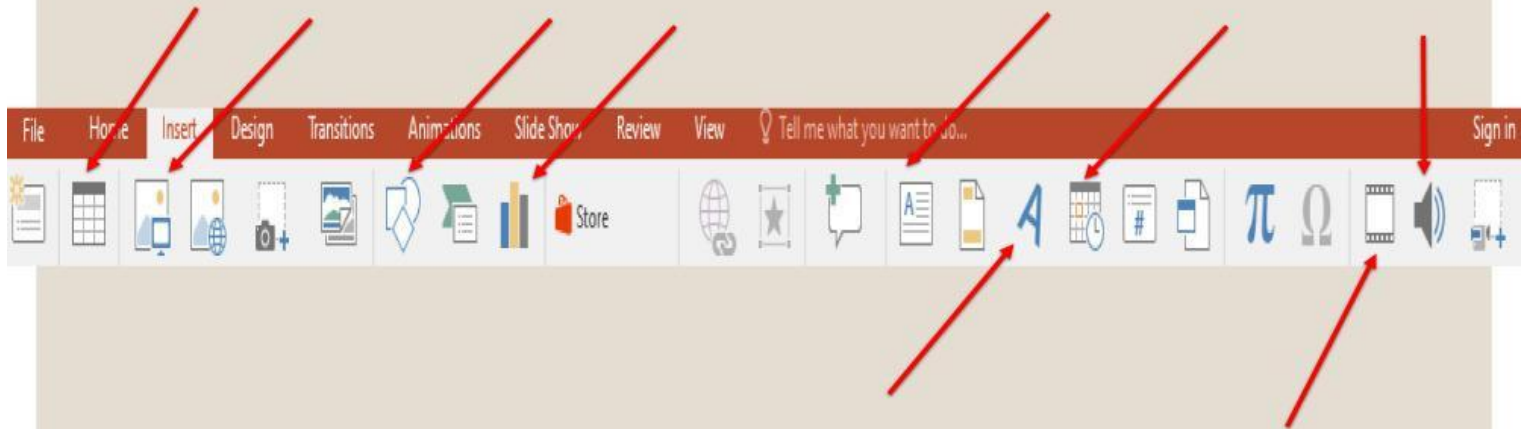 File Home Insert Design Transitions Animations Slide Show Review View Tell me what you want to do... Sign in
Store A A # π Ω